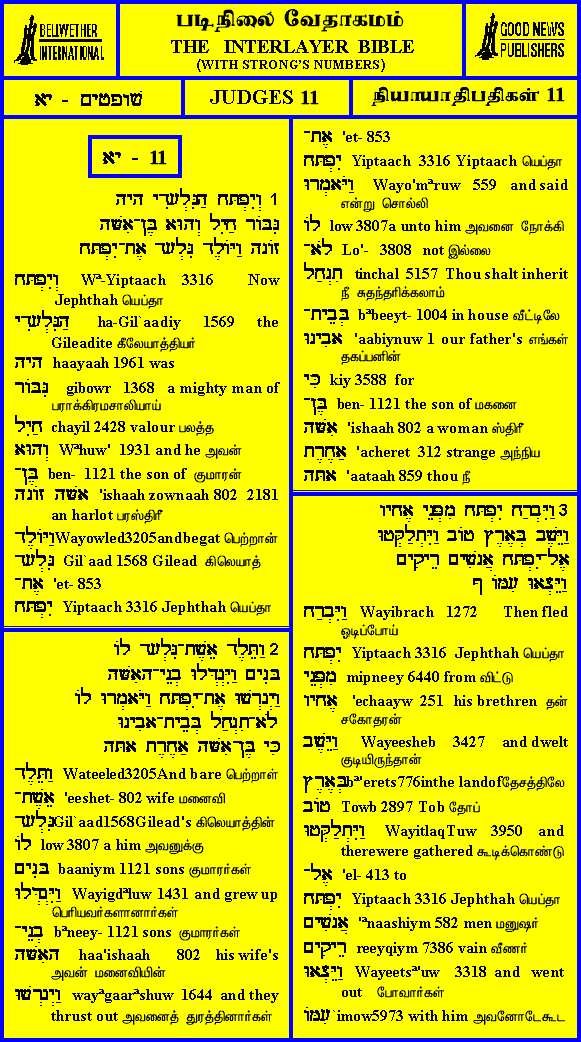 BELLWETHER
INTERNATIONAL
படிநிலை வேதாகமம்
THE INTERLAYER BIBLE
(WITH STRONG'S NUMBERS)
GOOD NEWS
PUBLISHERS
שופטים - יא
JUDGES 11
நியாயாதிபதிகள் 11
יא - 11
1 וְיִפְתָּח הַגִּלְעָדִי הָיָה
גִּבּוֹר חַיִל וְהוּא בֶּן־אִשָּׁה
זוֹנָה וַיּוֹלֶד גִּלְעָד אֶת־יִפְתָּח
וְיִפְתָּח Wª-Yiptaach 3316 Now
Jephthah யெப்தா
הַגִּלְעָדִי ha-Gil`aadiy 1569 the
Gileadite கீலேயாத்தியர்
הָיָה haayaah 1961 was
גִּבּוֹר gibowr 1368 a mighty man of
பராக்கிரமசாலியாய்
חַיִל chayil 2428 valour பலத்த
וְהוּא Wªhuw' 1931 and he அவன்
בֶּן־ ben- 1121 the son of குமாரன்
אִשָּׁה זוֹנָה 'ishaah zownaah 802 2181
an harlot பரஸ்திரீ
וַיּוֹלֶד Wayowled3205andbegat பெற்றான்
גִּלְעָד Gil`aad 1568 Gilead கிலெயாத்
אֶת־ 'et- 853
יִפְתָּח Yiptaach 3316 Jephthah யெப்தா
2 וַתֵּלֶד אֵשֶׁת־גִּלְעָד לוֹ
בָּנִים וַיִּגְדְּלוּ בְנֵי־הָאִשָּׁה
וַיְגָרְשׁוּ אֶת־יִפְתָּח וַיֹּאמְרוּ לוֹ
לֹא־תִנְחַל בְּבֵית־אָבִינוּ
כִּי בֶּן־אִשָּׁה אַחֶרֶת אָתָּה
וַתֵּלֶד Wateeled3205And bare பெற்றாள்
אֵשֶׁת־ 'eeshet- 802 wife மனைவி
גִּלְעָד Gil`aad1568Gilead's கிலெயாத்தின்
לוֹ low 3807 a him அவனுக்கு
בָּנִים baaniym 1121 sons குமாரர்கள்
וַיִּגְדְּלוּ Wayigdªluw 1431 and grew up
பெரியவர்களானார்கள்
בְנֵי־ bªneey- 1121 sons குமாரர்கள்
הָאִשָּׁה haa'ishaah 802 his wife's
அவன் மனைவியின்
וַיְגָרְשׁוּ wayªgaarªshuw 1644 and they
thrust out அவனைத் துரத்தினார்கள்
אֶת־ 'et- 853
יִפְתָּח Yiptaach 3316 Yiptaach யெப்தா
וַיֹּאמְרוּ Wayo'mªruw 559 and said
என்று சொல்லி
לוֹ low 3807a unto him அவனை நோக்கி
לֹא־ Lo'- 3808 not இல்லை
תִנְחַל tinchal 5157 Thou shalt inherit
நீ சுதந்தரிக்கலாம்
בְּבֵית־ bªbeeyt- 1004 in house வீட்டிலே
אָבִינוּ 'aabiynuw 1 our father's எங்கள்
தகப்பனின்
כִּי kiy 3588 for
בֶּן־ ben- 1121 the son of மகனை
אִשָּׁה 'ishaah 802 a woman ஸ்திரீ
אַחֶרֶת 'acheret 312 strange அந்நிய
אָתָּה 'aataah 859 thou நீ
3 וַיִּבְרַח יִפְתָּח מִפְּנֵי אֶחָיו
וַיֵּשֶׁב בְּאֶרֶץ טוֹב וַיִּתְלַקְּטוּ
אֶל־יִפְתָּח אֲנָשִׁים רֵיקִים
וַיֵּצְאוּ עִמּוֹ ף
וַיִּבְרַח Wayibrach 1272 Then fled
ஓடிப்போய்
יִפְתָּח Yiptaach 3316 Jephthah யெப்தா
מִפְּנֵי mipneey 6440 from விட்டு
אֶחָיו 'echaayw 251 his brethren தன்
சகோதரன்
וַיֵּשֶׁב Wayeesheb 3427 and dwelt
குடியிருந்தான்
בְּאֶרֶץ bª'erets776inthe landofதேசத்திலே
טוֹב Towb 2897 Tob தோப்
וַיִּתְלַקְּטוּ WayitlaqTuw 3950 and
therewere gathered கூடிக்கொண்டு
אֶל־ 'el- 413 to
יִפְתָּח Yiptaach 3316 Jephthah யெப்தா
אֲנָשִׁים 'ªnaashiym 582 men மனுஷர்
רֵיקִים reeyqiym 7386 vain வீணர்
וַיֵּצְאוּ Wayeetsª'uw 3318 and went
out போவார்கள்
עִמּוֹ `imow5973 with him அவனோடேகூட